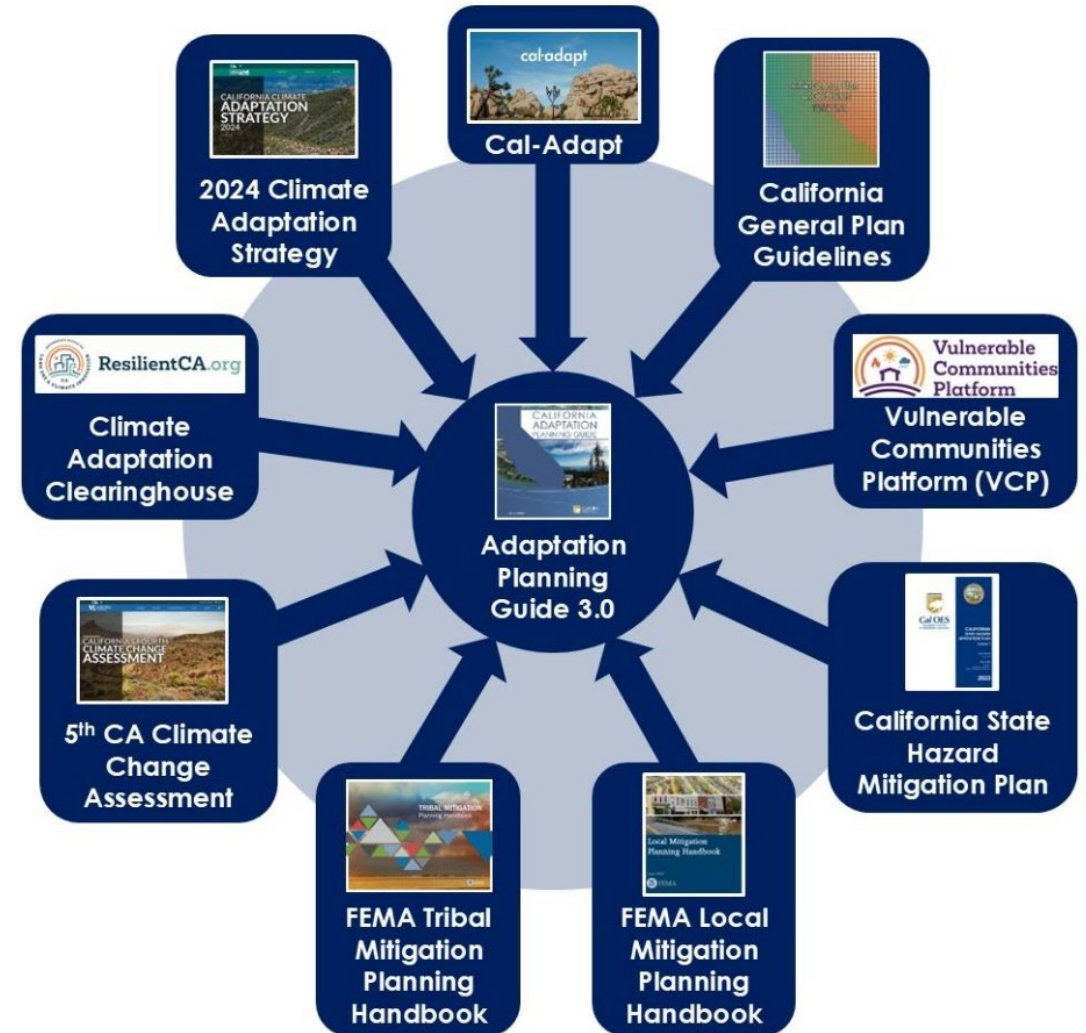 cal-adapt
Cal-Adapt
CALIFORNIA CLIMATE
ADAPTATION
STRATEGY
2024
2024 Climate
Adaptation
Strategy
California
General Plan
Guidelines
ResilientCA.org
Climate
Adaptation
Clearinghouse
Vulnerable
Communities
Platform
Vulnerable
Communities
Platform (VCP)
CALIFORNIA
ADAPTATION
PLANNING GUIDE
Adaptation
Planning
Guide 3.0
CALIFORNIA'S FOURTH
CLIMATE CHANGE
ASSESSMENT
5th CA Climate
Change
Assessment
Cal OES
CALIFORNIA
2023
California State
Hazard
Mitigation Plan
TRIBAL MITIGATION
Planning Handbook
FEMA Tribal
Mitigation
Planning
Handbook
Local Mitigation
Planning Handbook
FEMA
FEMA Local
Mitigation
Planning
Handbook